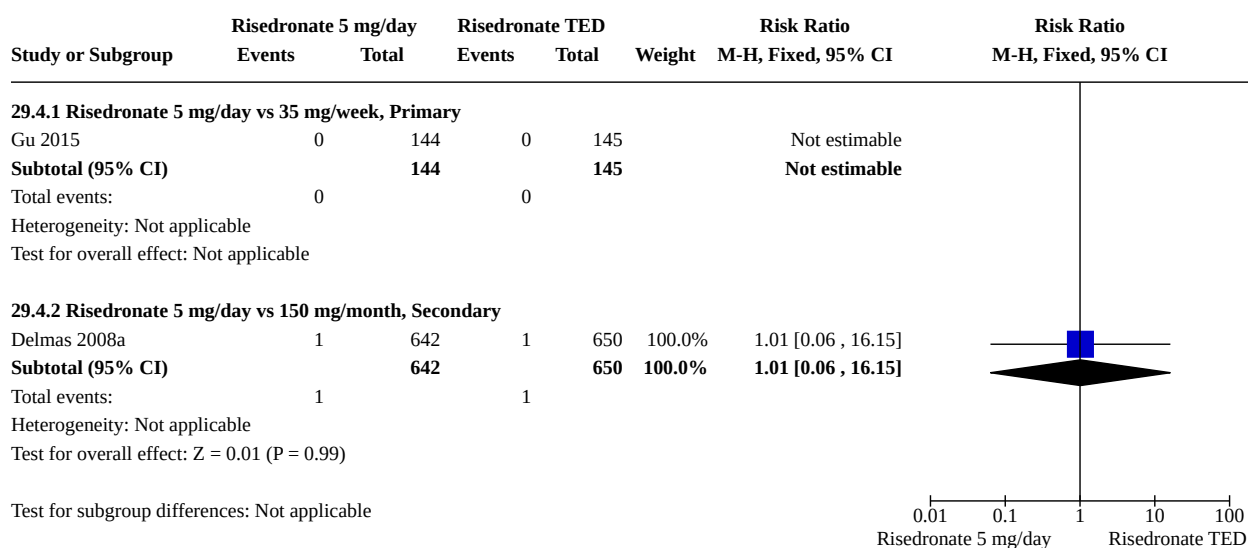 Risedronate 5 mg/day Risedronate TED Risk Ratio Risk Ratio
Study or Subgroup Events Total Events Total Weight M-H, Fixed, 95% CI M-H, Fixed, 95% CI
29.4.1 Risedronate 5 mg/day vs 35 mg/week, Primary
Gu 2015 0 144 0 145 Not estimable
Subtotal (95% CI) 144 145 Not estimable
Total events: 0 0
Heterogeneity: Not applicable
Test for overall effect: Not applicable
29.4.2 Risedronate 5 mg/day vs 150 mg/month, Secondary
Delmas 2008a 1 642 1 650 100.0% 1.01 [0.06 , 16.15]
Subtotal (95% CI) 642 650 100.0% 1.01 [0.06 , 16.15]
Total events: 1 1
Heterogeneity: Not applicable
Test for overall effect: Z = 0.01 (P = 0.99)
Test for subgroup differences: Not applicable
0.01 0.1 1 10 100
Risedronate 5 mg/day Risedronate TED